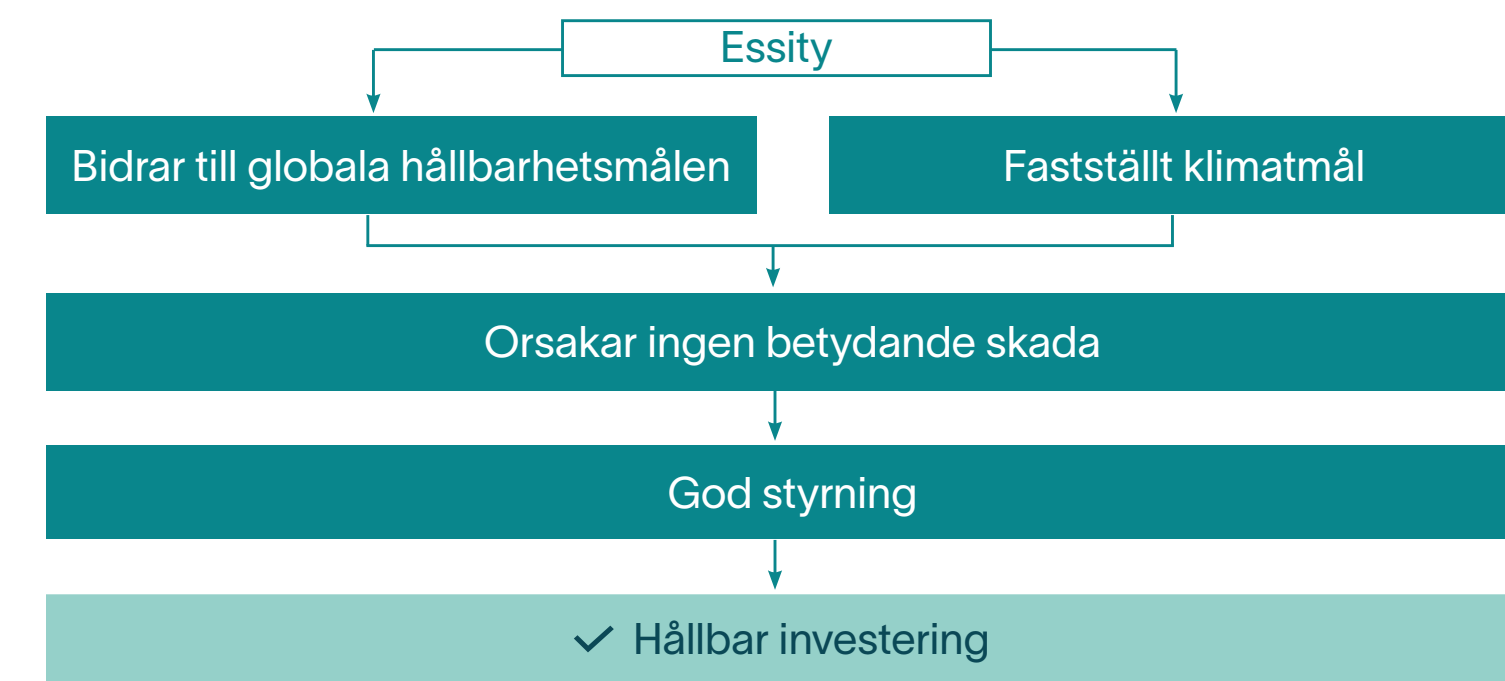 Essity
Bidrar till globala hållbarhetsmålen
Fastställt klimatmål
Orsakar ingen betydande skada
God styrning
Hållbar investering